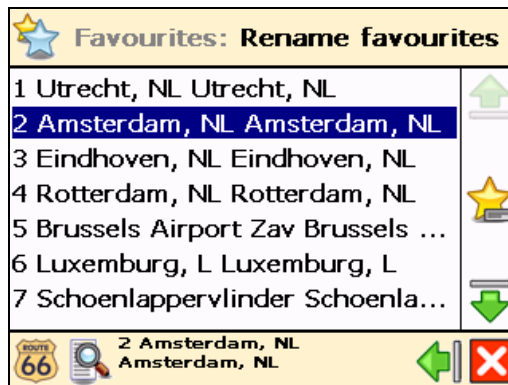 Favourites: Rename favourites
1 Utrecht, NL Utrecht, NL
2 Amsterdam, NL Amsterdam, NL
3 Eindhoven, NL Eindhoven, NL
4 Rotterdam, NL Rotterdam, NL
5 Brussels Airport Zav Brussels ...
6 Luxemburg, L Luxemburg, L
7 Schoenlappervlinder Schoenla...
ROUTE
66
2 Amsterdam, NL
Amsterdam, NL